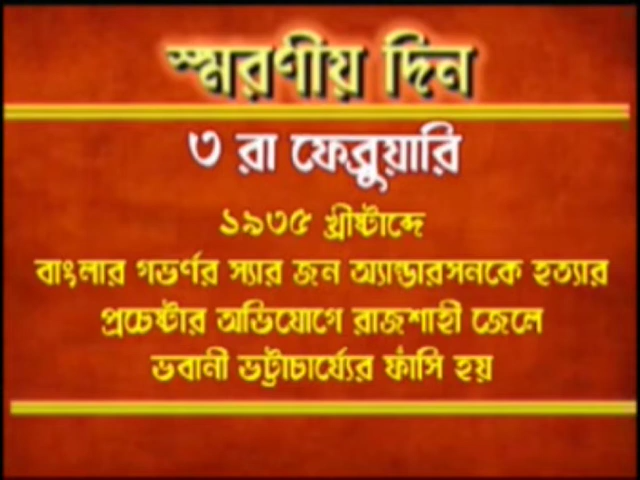 স্মরণীয় দিন
৩ রা ফেব্রুয়ারি
১৯৩৫ খ্রীষ্টাব্দে
বাংলার গভর্ণর স্যার জন অ্যান্ডারসনকে হত্যার
প্রচেষ্টার অভিযোগে রাজশাহী জেলে
ভবানী ভট্টাচার্য্যের ফাঁসি হয়